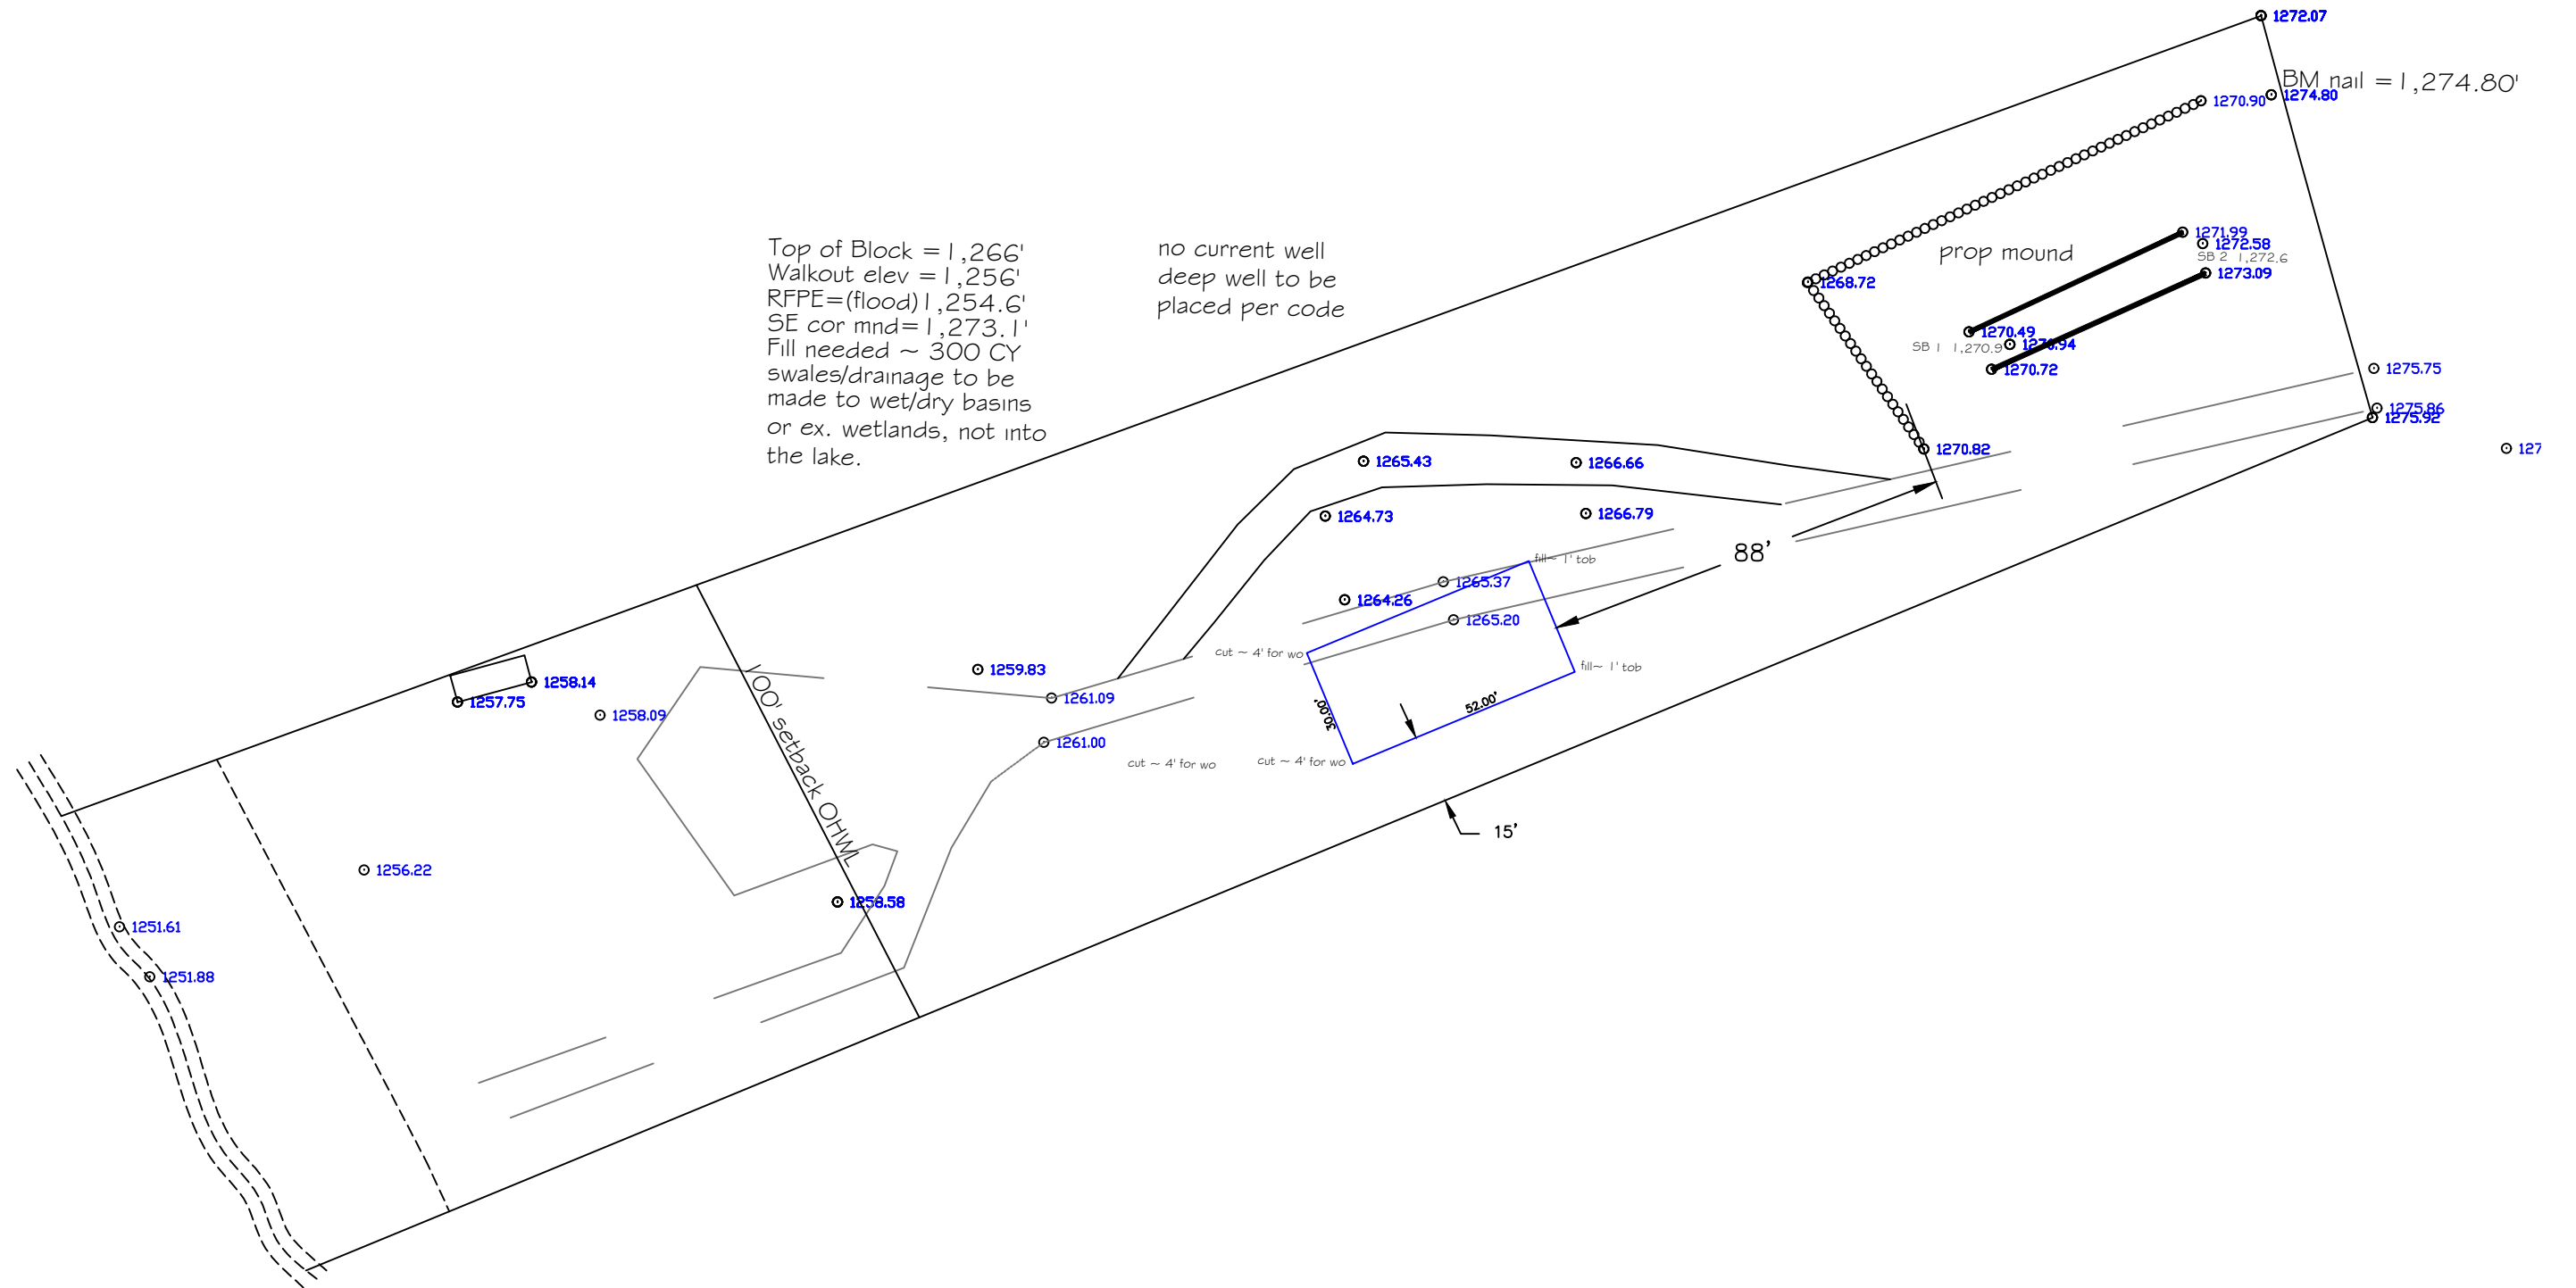 1272.07
BM nail = 1,274.80'
1274.80
1270.90
1271.99
1272.58
SB 2 1,272.6
1273.09
prop mound
1268.72
1270.49
SB 1 1,270.9
1270.94
1270.72
1275.75
1275.86
1275.92
127
1270.82
Top of Block = 1,266'
Walkout elev = 1,256'
RFPE=(flood)1,254.6'
SE cor mnd=1,273.1'
Fill needed ~ 300 CY
swales/drainage to be
made to wet/dry basins
or ex. wetlands, not into
the lake.
no current well
deep well to be
placed per code
1265.43
1266.66
1264.73
1266.79
88'
fill~ 1' tob
1265.37
1264.26
1265.20
cut ~ 4' for wo
fill~ 1' tob
1259.83
1261.09
1261.00
30.00'
52.00'
cut ~ 4' for wo
cut ~ 4' for wo
15'
1258.14
1257.75
1258.09
100' setback OHWL
1256.22
1258.58
1251.61
1251.88